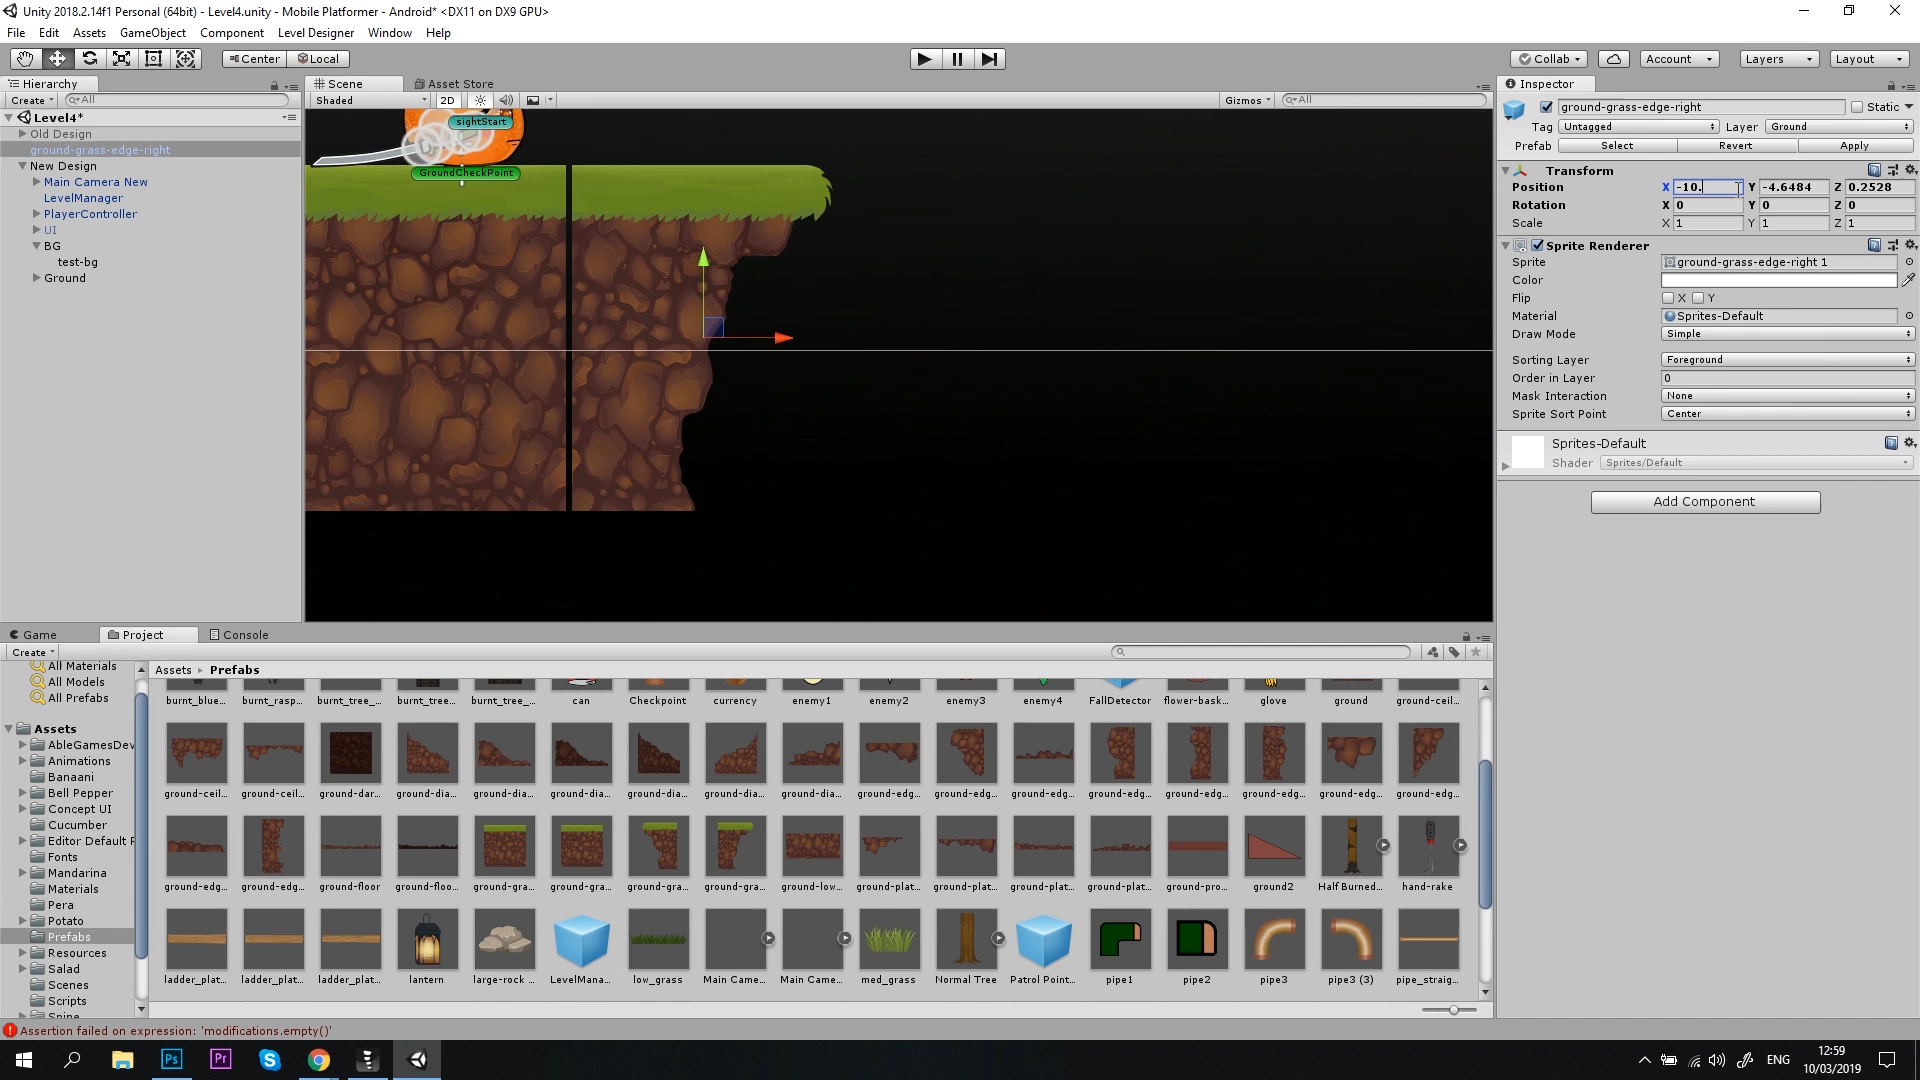 Unity 2018.2.14f1 Personal (64bit) - Level4.unity - Mobile Platformer - Android* <DX11 on DX9 GPU>
File Edit Assets GameObject Component Level Designer Window Help
Center Local Collab Account Layers Layout
Hierarchy
Create All
Level4*
Old Design
ground-grass-edge-right
New Design
Main Camera New
LevelManager
PlayerController
UI
BG
test-bg
Ground
Scene Asset Store
Shaded 2D Gizmos All
sightStart
GroundCheckPoint
Inspector
ground-grass-edge-right Static
Tag Untagged Layer Ground
Prefab Select Revert Apply
Transform
Position X -10. Y -4.6484 Z 0.2528
Rotation X 0 Y 0 Z 0
Scale X 1 Y 1 Z 1
Sprite Renderer
Sprite ground-grass-edge-right 1
Color
Flip X Y
Material Sprites-Default
Draw Mode Simple
Sorting Layer Foreground
Order in Layer 0
Mask Interaction None
Sprite Sort Point Center
Sprites-Default
Shader Sprites/Default
Add Component
Game Project Console
Create
All Materials
All Models
All Prefabs
Assets
AbleGamesDev
Animations
Banaani
Bell Pepper
Concept UI
Cucumber
Editor Default F
Fonts
Mandarina
Materials
Pera
Potato
Prefabs
Resources
Salad
Scenes
Scripts
Spine
Assets Prefabs
burnt_blue... burnt_rasp... burnt_tree_... burnt_tree... burnt_tree_... can Checkpoint currency enemy1 enemy2 enemy3 enemy4 FallDetector flower-bask... glove ground ground-ceil...
ground-ceil... ground-ceil... ground-dar... ground-dia... ground-dia... ground-dia... ground-dia... ground-dia... ground-dia... ground-edg... ground-edg... ground-edg... ground-edg... ground-edg... ground-edg... ground-edg... ground-edg...
ground-edg... ground-edg... ground-floor ground-floo... ground-gra... ground-gra... ground-gra... ground-gra... ground-low... ground-plat... ground-plat... ground-plat... ground-plat... ground-pro... ground2 Half Burned... hand-rake
ladder_plat... ladder_plat... ladder_plat... lantern large-rock ... LevelMana... low_grass Main Came... Main Came... med_grass Normal Tree Patrol Point... pipe1 pipe2 pipe3 pipe3 (3) pipe_straig...
Assertion failed on expression: 'modifications.empty()'
Ps Pr ENG
12:59
10/03/2019